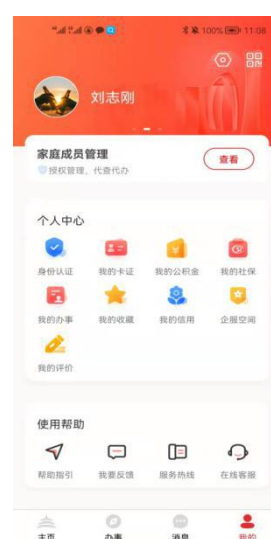 100% 11:08
刘志刚
家庭成员管理
授权管理、代查代办
查看
个人中心
身份认证 我的卡证 我的公积金 我的社保
我的办事 我的收藏 我的信用 企服空间
我的评价
使用帮助
帮助指引 我要反馈 服务热线 在线客服
主页 办事 消息 我的